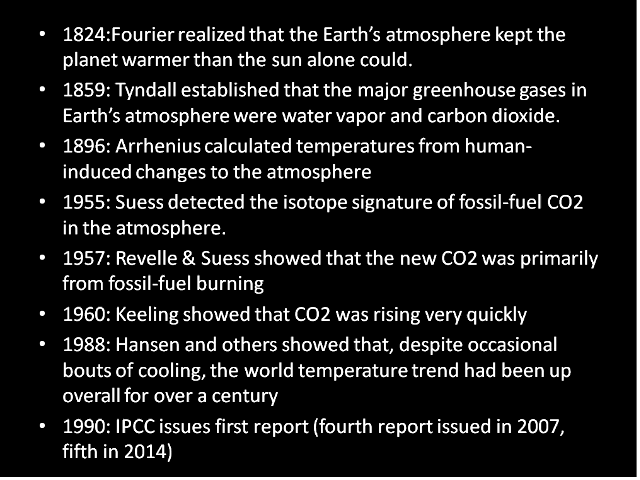 • 1824:Fourier realized that the Earth’s atmosphere kept the
planet warmer than the sun alone could.
• 1859: Tyndall established that the major greenhouse gases in
Earth’s atmosphere were water vapor and carbon dioxide.
• 1896: Arrhenius calculated temperatures from human-
induced changes to the atmosphere
• 1955: Suess detected the isotope signature of fossil-fuel CO2
in the atmosphere.
• 1957: Revelle & Suess showed that the new CO2 was primarily
from fossil-fuel burning
• 1960: Keeling showed that CO2 was rising very quickly
• 1988: Hansen and others showed that, despite occasional
bouts of cooling, the world temperature trend had been up
overall for over a century
• 1990: IPCC issues first report (fourth report issued in 2007,
fifth in 2014)